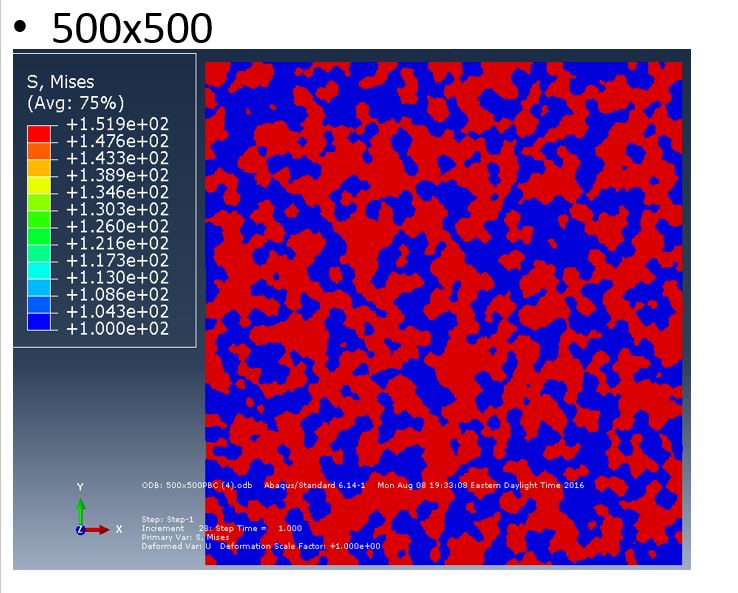 • 500x500
S, Mises
(Avg: 75%)
+1.519e+02
+1.476e+02
+1.433e+02
+1.389e+02
+1.346e+02
+1.303e+02
+1.260e+02
+1.216e+02
+1.173e+02
+1.130e+02
+1.086e+02
+1.043e+02
+1.000e+02
ODB: 500x500PBC (4).odb Abaqus/Standard 6.14-1 Mon Aug 08 19:33:08 Eastern Daylight Time 2016
Y
Z X
Step: Step-1
Increment 28: Step Time = 1.000
Primary Var: S, Mises
Deformed Var: U Deformation Scale Factor: +1.000e+00